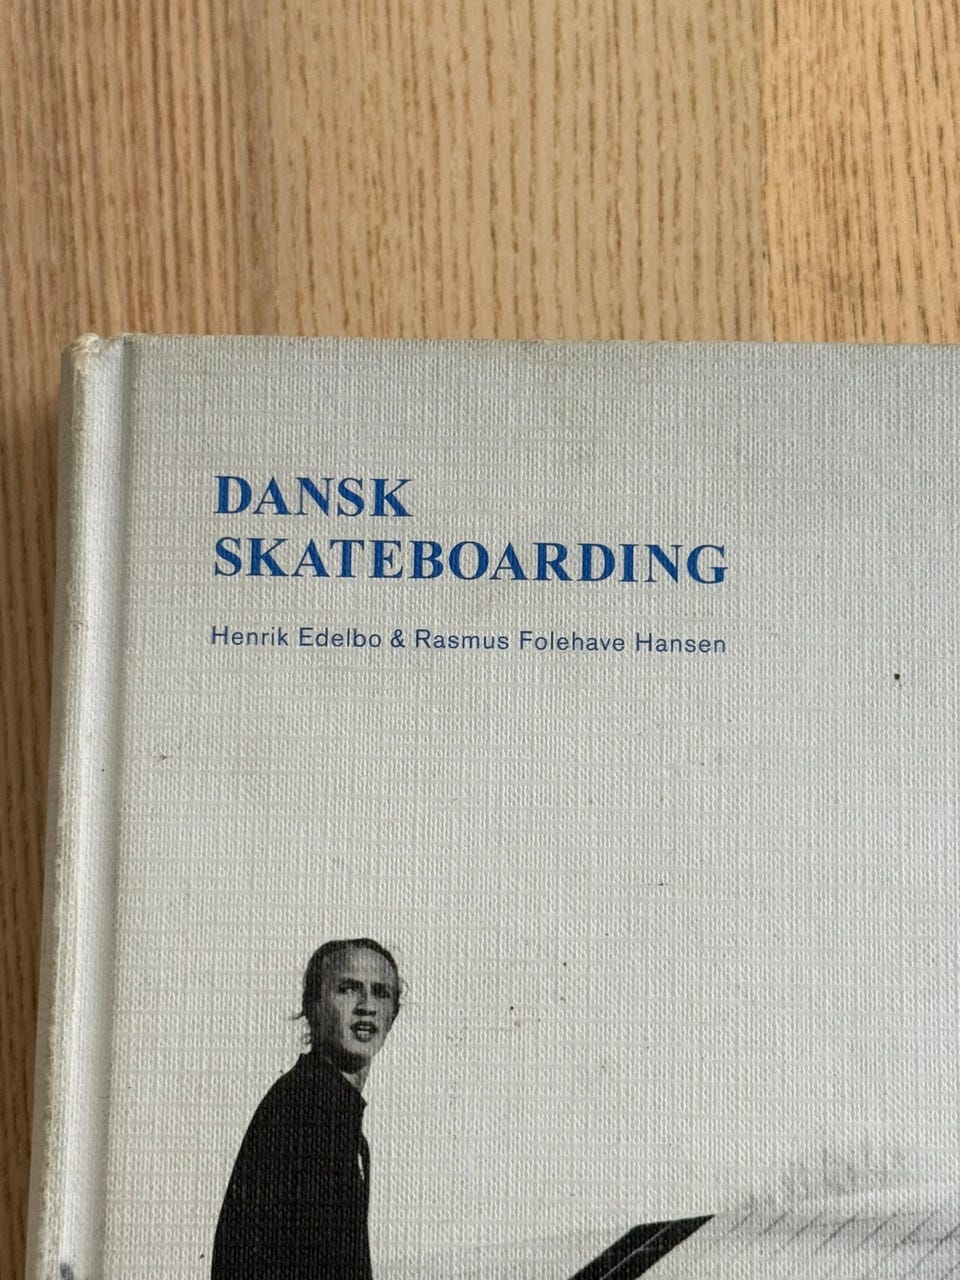 DANSK
SKATEBOARDING
Henrik Edelbo & Rasmus Folehave Hansen